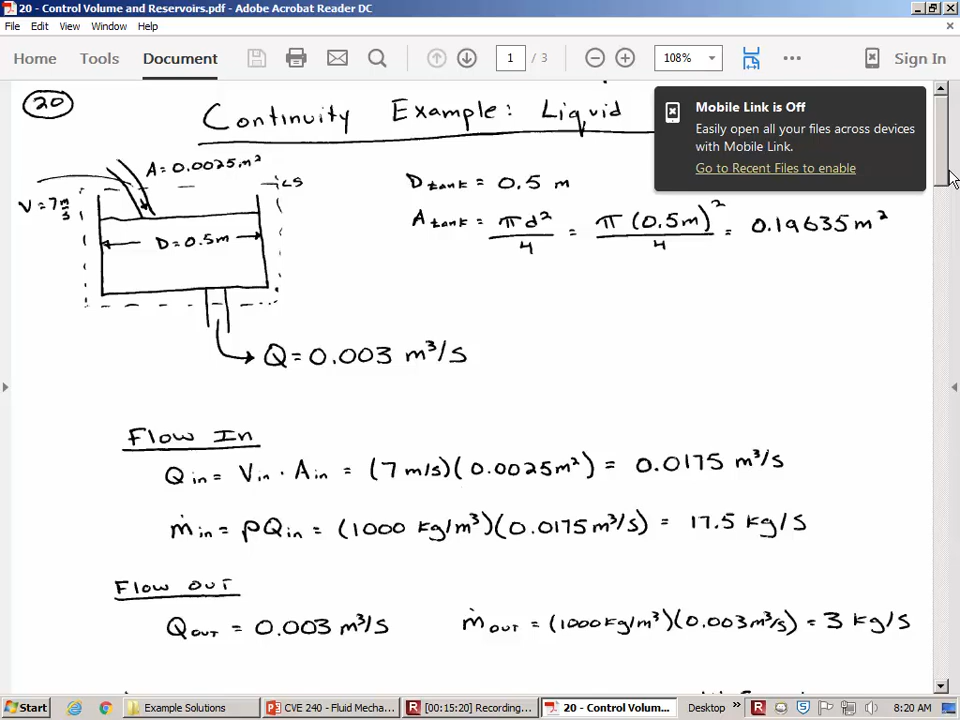 20 - Control Volume and Reservoirs.pdf - Adobe Acrobat Reader DC
File Edit View Window Help
Home Tools Document 1 / 3 108% Sign In
20
Continuity Example: Liquid
Mobile Link is Off
Easily open all your files across devices
with Mobile Link.
Go to Recent Files to enable
A = 0.0025 m²
V = 7 m/s
CS
D = 0.5 m
D tank = 0.5 m
A tank = πd²/4 = π(0.5m)²/4 = 0.19635 m²
Q = 0.003 m³/s
Flow In
Q in = V in · A in = (7 m/s)(0.0025 m²) = 0.0175 m³/s
ṁ in = ρQ in = (1000 kg/m³)(0.0175 m³/s) = 17.5 kg/s
Flow OUT
Q OUT = 0.003 m³/s ṁ OUT = (1000 kg/m³)(0.003 m³/s) = 3 kg/s
Start Example Solutions CVE 240 - Fluid Mecha... [00:15:20] Recording... 20 - Control Volum... Desktop » 8:20 AM